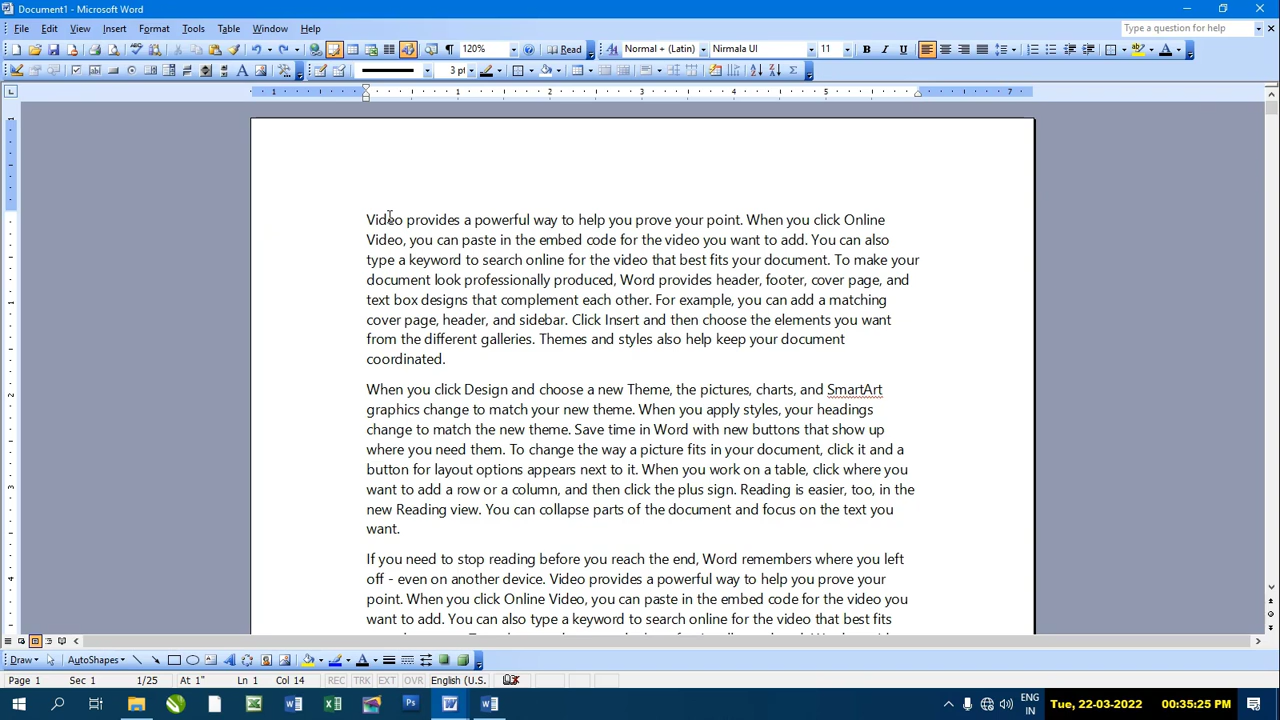 Document1 - Microsoft Word
File Edit View Insert Format Tools Table Window Help
Type a question for help
120% Read Normal + (Latin) Nirmala UI 11 B I U
3 pt
1 1 2 3 4 5 7
Video provides a powerful way to help you prove your point. When you click Online
Video, you can paste in the embed code for the video you want to add. You can also
type a keyword to search online for the video that best fits your document. To make your
document look professionally produced, Word provides header, footer, cover page, and
text box designs that complement each other. For example, you can add a matching
cover page, header, and sidebar. Click Insert and then choose the elements you want
from the different galleries. Themes and styles also help keep your document
coordinated.
When you click Design and choose a new Theme, the pictures, charts, and SmartArt
graphics change to match your new theme. When you apply styles, your headings
change to match the new theme. Save time in Word with new buttons that show up
where you need them. To change the way a picture fits in your document, click it and a
button for layout options appears next to it. When you work on a table, click where you
want to add a row or a column, and then click the plus sign. Reading is easier, too, in the
new Reading view. You can collapse parts of the document and focus on the text you
want.
If you need to stop reading before you reach the end, Word remembers where you left
off - even on another device. Video provides a powerful way to help you prove your
point. When you click Online Video, you can paste in the embed code for the video you
want to add. You can also type a keyword to search online for the video that best fits
Draw AutoShapes
Page 1 Sec 1 1/25 At 1" Ln 1 Col 14 REC TRK EXT OVR English (U.S.
ENG
IN
Tue, 22-03-2022 00:35:25 PM